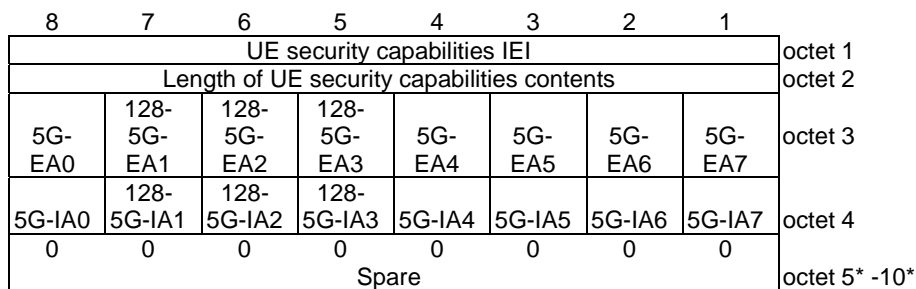 8 7 6 5 4 3 2 1
UE security capabilities IEI octet 1
Length of UE security capabilities contents octet 2
128- 128- 128-
5G- 5G- 5G- 5G- 5G- 5G- 5G- 5G- octet 3
EA0 EA1 EA2 EA3 EA4 EA5 EA6 EA7
128- 128- 128-
5G-IA0 5G-IA1 5G-IA2 5G-IA3 5G-IA4 5G-IA5 5G-IA6 5G-IA7 octet 4
0 0 0 0 0 0 0 0
Spare octet 5* -10*